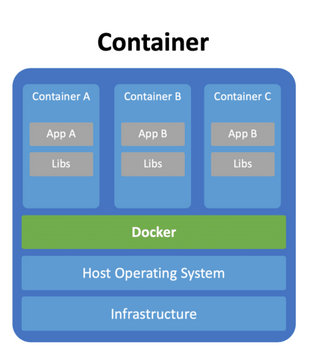 Container
Container A
Container B
Container C
App A
App B
App B
Libs
Libs
Libs
Docker
Host Operating System
Infrastructure